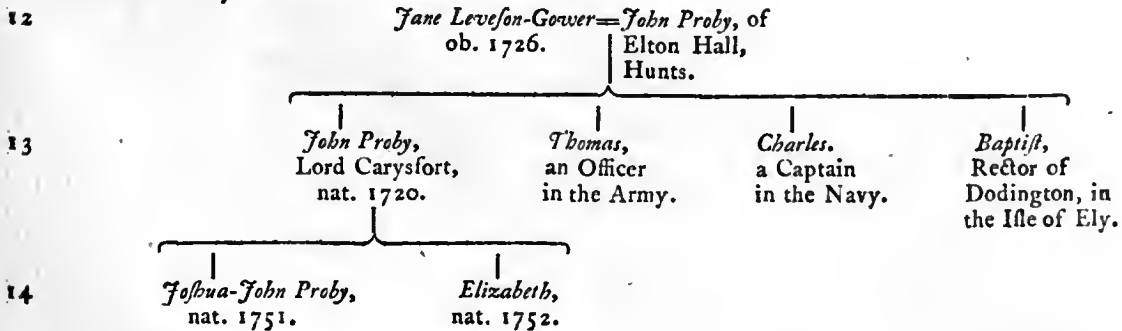 12
Jane Leveſon-Gower=John Proby, of
ob. 1726.
Elton Hall,
Hunts.
13
John Proby,
Lord Carysfort,
nat. 1720.
Thomas,
an Officer
in the Army.
Charles.
a Captain
in the Navy.
Baptiſt,
Rector of
Dodington, in
the Iſle of Ely.
14
Joſhua-John Proby,
nat. 1751.
Elizabeth,
nat. 1752.